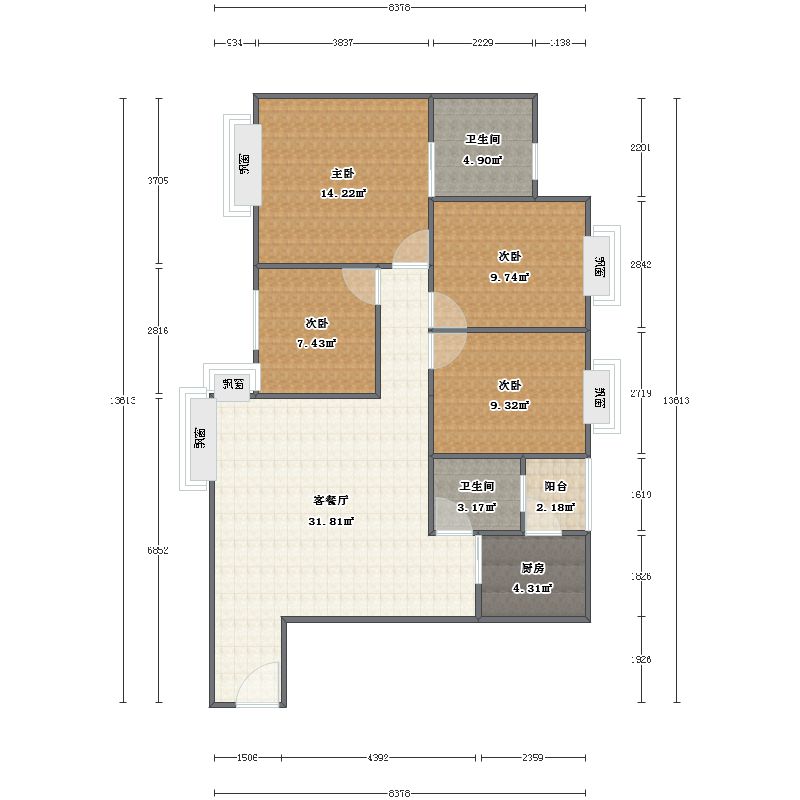 8378
934
3837
2229
1138
卫生间
4.90㎡
2201
飘窗
主卧
14.22㎡
3705
次卧
9.74㎡
飘窗
2842
次卧
7.43㎡
2816
飘窗
次卧
9.32㎡
飘窗
2719
13613
13613
飘窗
卫生间
3.17㎡
阳台
2.18㎡
1619
客餐厅
31.81㎡
6852
厨房
4.31㎡
1826
1926
1506
4392
2359
8378